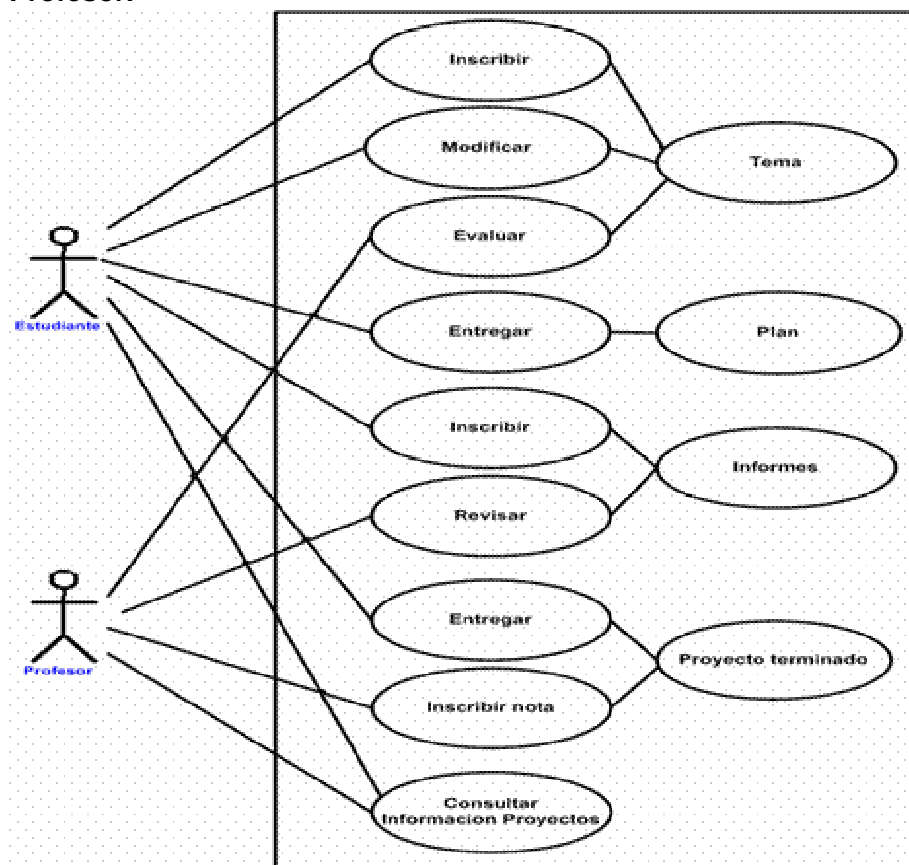 Inscribir
Modificar
Tema
Evaluar
Estudiante
Entregar
Plan
Inscribir
Informes
Revisar
Entregar
Profesor
Proyecto terminado
Inscribir nota
Consultar
Informacion Proyectos